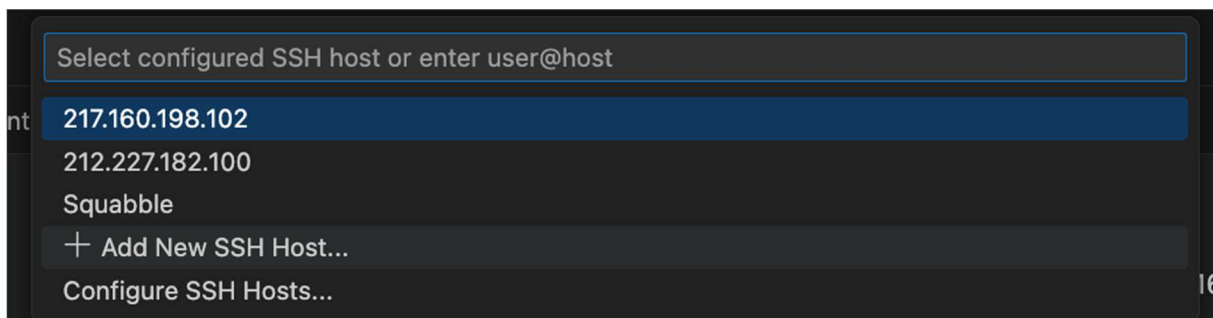 Select configured SSH host or enter user@host
nt
217.160.198.102
212.227.182.100
Squabble
+ Add New SSH Host...
Configure SSH Hosts...